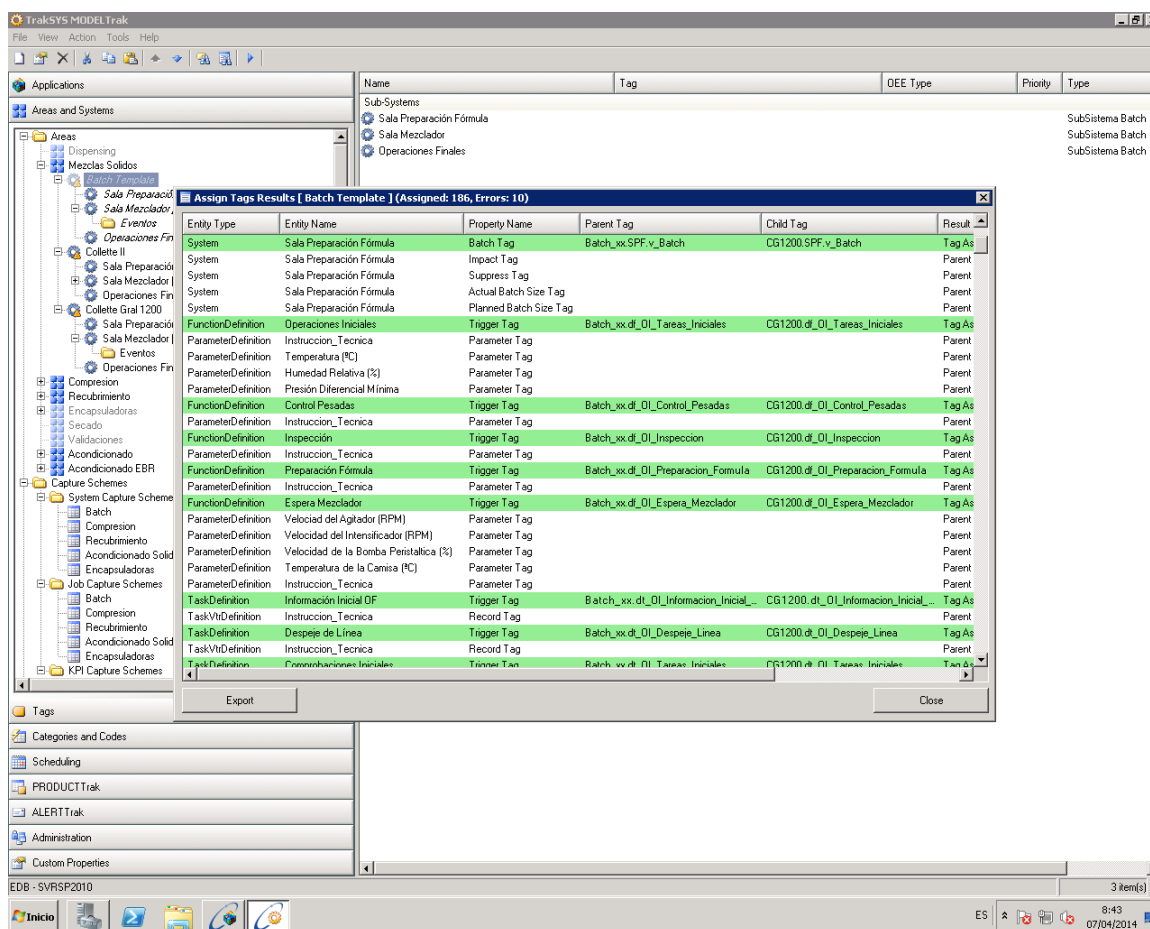 TrakSYS MODELTrak
File View Action Tools Help
Applications
Areas and Systems
Areas
Dispensing
Mezclas Solidos
Batch Template
Sala Preparació
Sala Mezclador
Eventos
Operaciones Fin
Collette II
Sala Preparació
Sala Mezclador
Operaciones Fin
Collette Gral 1200
Sala Preparació
Sala Mezclador
Eventos
Operaciones Fin
Compresion
Recubrimiento
Encapsuladoras
Secado
Validaciones
Acondicionado
Acondicionado EBR
Capture Schemes
System Capture Scheme
Batch
Compresion
Recubrimiento
Acondicionado Solid
Encapsuladoras
Job Capture Schemes
Batch
Compresion
Recubrimiento
Acondicionado Solid
Encapsuladoras
KPI Capture Schemes
Tags
Categories and Codes
Scheduling
PRODUCTTrak
ALERTTrak
Administration
Custom Properties
Name Tag OEE Type Priority Type
Sub-Systems
Sala Preparación Fórmula SubSistema Batch
Sala Mezclador SubSistema Batch
Operaciones Finales SubSistema Batch
Assign Tags Results [ Batch Template ] (Assigned: 186, Errors: 10)
Entity Type Entity Name Property Name Parent Tag Child Tag Result
System Sala Preparación Fórmula Batch Tag Batch_xx.SPF.v_Batch CG1200.SPF.v_Batch Tag As
System Sala Preparación Fórmula Impact Tag Parent
System Sala Preparación Fórmula Suppress Tag Parent
System Sala Preparación Fórmula Actual Batch Size Tag Parent
System Sala Preparación Fórmula Planned Batch Size Tag Parent
FunctionDefinition Operaciones Iniciales Trigger Tag Batch_xx.df_OI_Tareas_Iniciales CG1200.df_OI_Tareas_Iniciales Tag As
ParameterDefinition Instruccion_Tecnica Parameter Tag Parent
ParameterDefinition Temperatura (ºC) Parameter Tag Parent
ParameterDefinition Humedad Relativa (%) Parameter Tag Parent
ParameterDefinition Presión Diferencial Mínima Parameter Tag Parent
FunctionDefinition Control Pesadas Trigger Tag Batch_xx.df_OI_Control_Pesadas CG1200.df_OI_Control_Pesadas Tag As
ParameterDefinition Instruccion_Tecnica Parameter Tag Parent
FunctionDefinition Inspección Trigger Tag Batch_xx.df_OI_Inspeccion CG1200.df_OI_Inspeccion Tag As
ParameterDefinition Instruccion_Tecnica Parameter Tag Parent
FunctionDefinition Preparación Fórmula Trigger Tag Batch_xx.df_OI_Preparacion_Formula CG1200.df_OI_Preparacion_Formula Tag As
ParameterDefinition Instruccion_Tecnica Parameter Tag Parent
FunctionDefinition Espera Mezclador Trigger Tag Batch_xx.df_OI_Espera_Mezclador CG1200.df_OI_Espera_Mezclador Tag As
ParameterDefinition Velociad del Agitador (RPM) Parameter Tag Parent
ParameterDefinition Velocidad del Intensificador (RPM) Parameter Tag Parent
ParameterDefinition Velocidad de la Bomba Peristaltica (%) Parameter Tag Parent
ParameterDefinition Temperatura de la Camisa (ºC) Parameter Tag Parent
ParameterDefinition Instruccion_Tecnica Parameter Tag Parent
TaskDefinition Información Inicial OF Trigger Tag Batch_xx.dt_OI_Informacion_Inicial_... CG1200.dt_OI_Informacion_Inicial_... Tag As
TaskVtrDefinition Instruccion_Tecnica Record Tag Parent
TaskDefinition Despeje de Línea Trigger Tag Batch_xx.dt_OI_Despeje_Linea CG1200.dt_OI_Despeje_Linea Tag As
TaskVtrDefinition Instruccion_Tecnica Record Tag Parent
TaskDefinition Comprobaciones Iniciales Trigger Tag Batch_xx.dt_OI_Tareas_Iniciales CG1200.dt_OI_Tareas_Iniciales Tag As
Export Close
EDB - SVRSP2010 3 item(s)
Inicio ES 8:43
07/04/2014